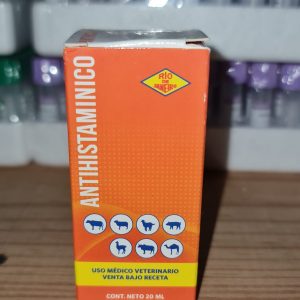 RIO
DE
JANEIRO
ANTIHISTAMINICO
USO MÉDICO VETERINARIO
VENTA BAJO RECETA
CONT. NETO 20 ML